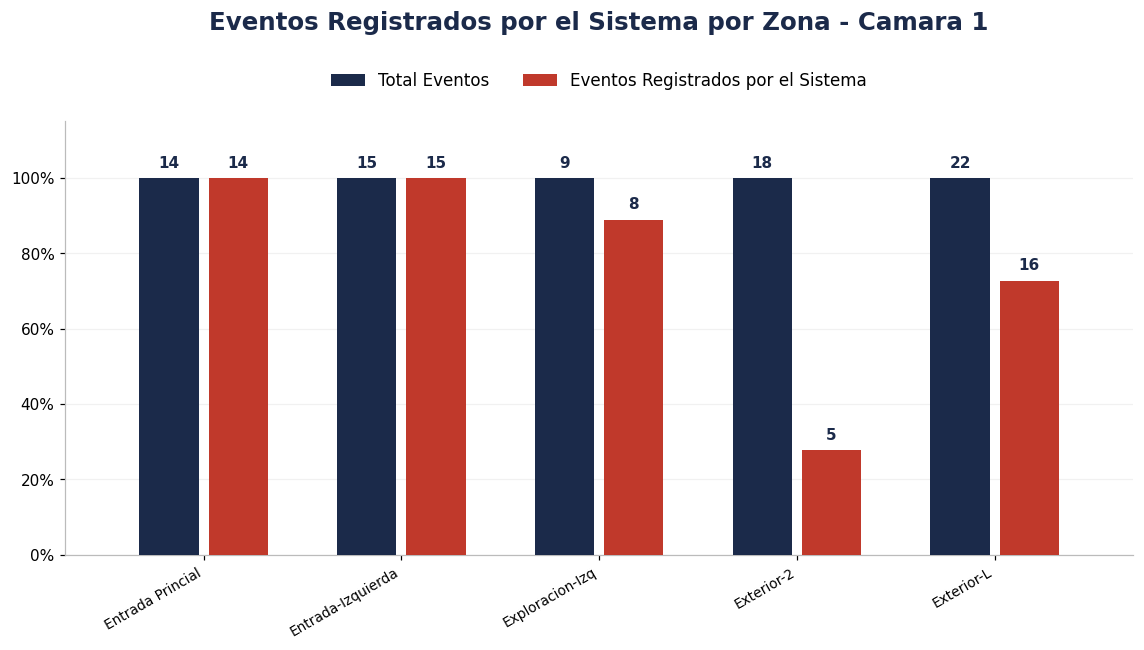 Eventos Registrados por el Sistema por Zona - Camara 1
Total Eventos
Eventos Registrados por el Sistema
14
14
15
15
9
8
18
5
22
16
100%
80%
60%
40%
20%
0%
Entrada Princial
Entrada-Izquierda
Exploracion-Izq
Exterior-2
Exterior-L